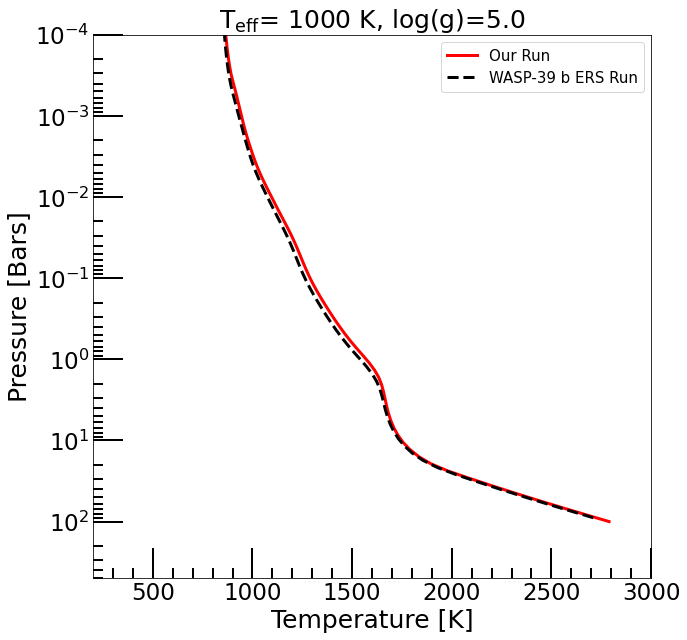 T_eff= 1000 K, log(g)=5.0
Our Run
WASP-39 b ERS Run
Pressure [Bars]
10^-4
10^-3
10^-2
10^-1
10^0
10^1
10^2
500 1000 1500 2000 2500 3000
Temperature [K]